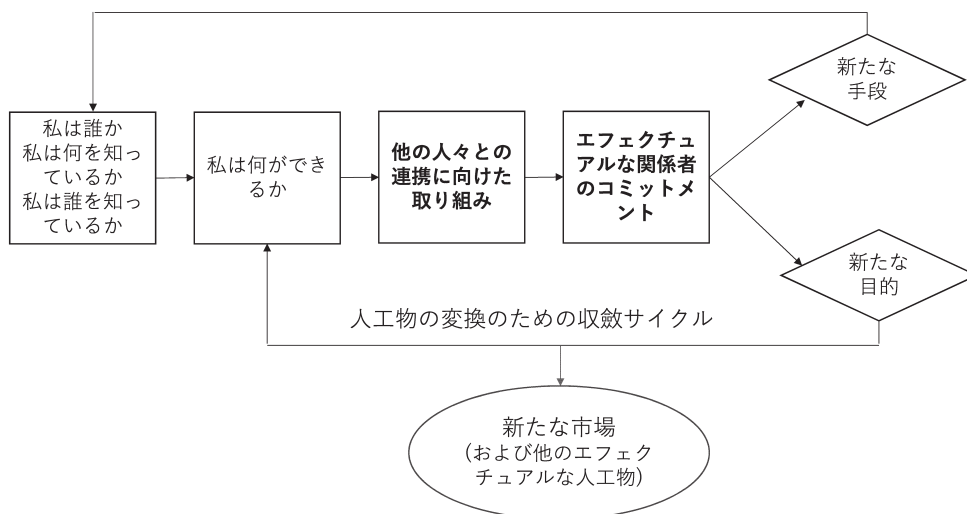 新たな
手段
私は誰か
私は何を知っ
ているか
私は誰を知っ
ているか
私は何ができ
るか
他の人々との
連携に向けた
取り組み
エフェクチュ
アルな関係者
のコミットメ
ント
新たな
目的
人工物の変換のための収斂サイクル
新たな市場
(および他のエフェク
チュアルな人工物)